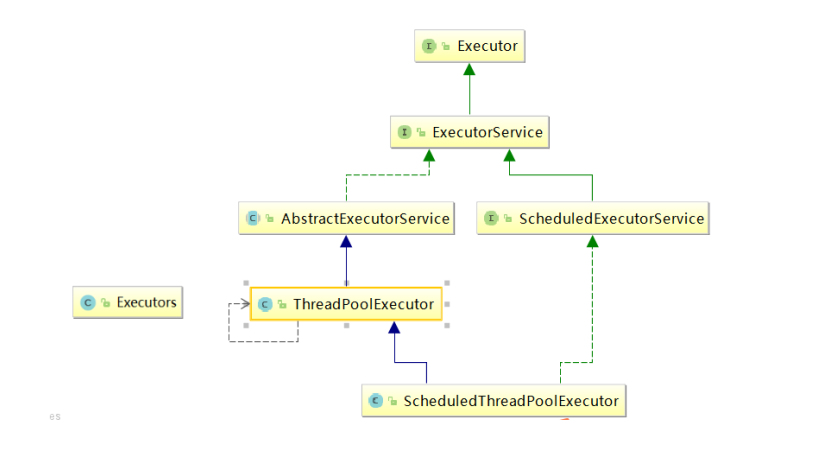 Executor
ExecutorService
AbstractExecutorService
ScheduledExecutorService
Executors
ThreadPoolExecutor
ScheduledThreadPoolExecutor
es